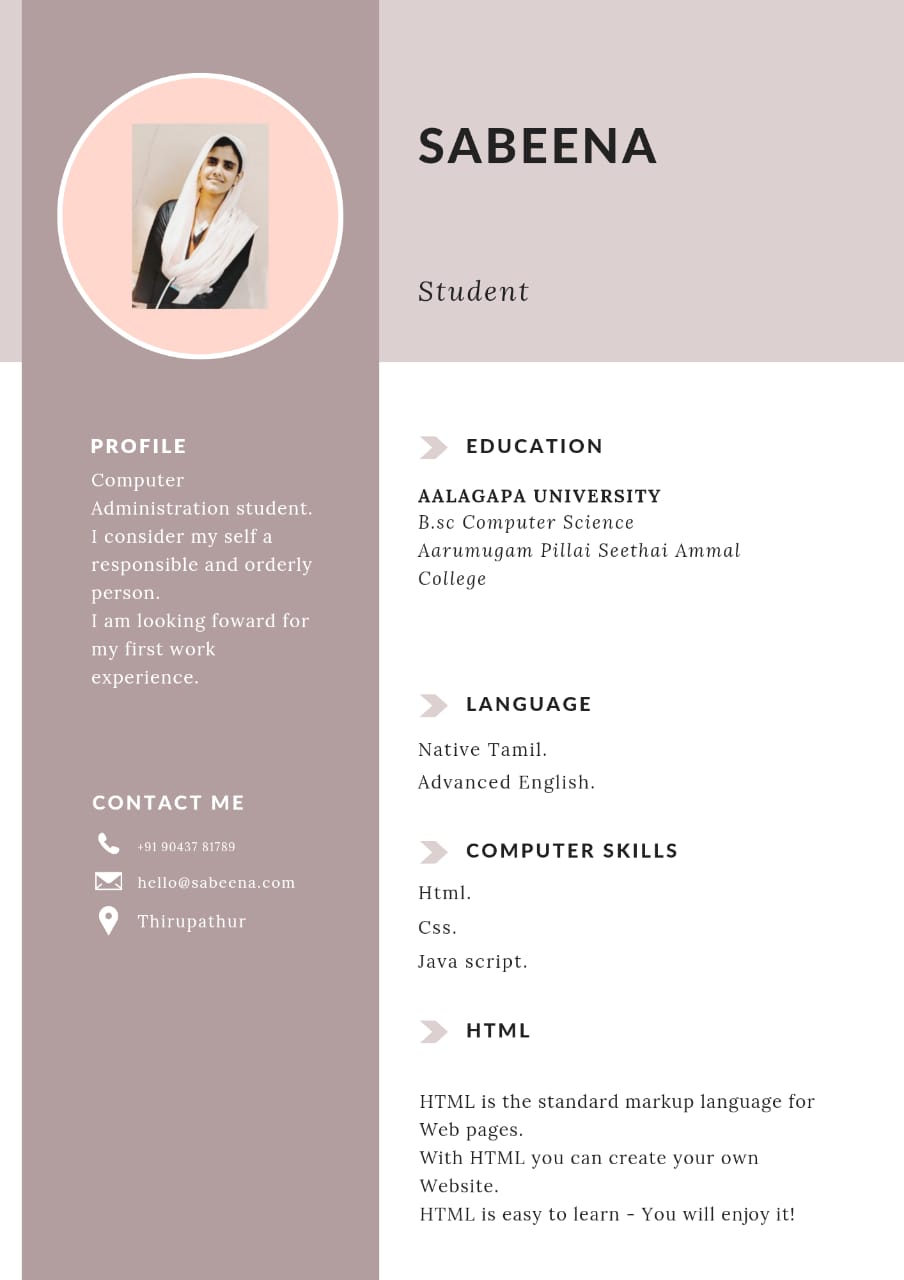 SABEENA
Student
PROFILE
Computer
Administration student.
I consider my self a
responsible and orderly
person.
I am looking foward for
my first work
experience.
CONTACT ME
+91 90437 81789
hello@sabeena.com
Thirupathur
EDUCATION
AALAGAPA UNIVERSITY
B.sc Computer Science
Aarumugam Pillai Seethai Ammal
College
LANGUAGE
Native Tamil.
Advanced English.
COMPUTER SKILLS
Html.
Css.
Java script.
HTML
HTML is the standard markup language for
Web pages.
With HTML you can create your own
Website.
HTML is easy to learn - You will enjoy it!